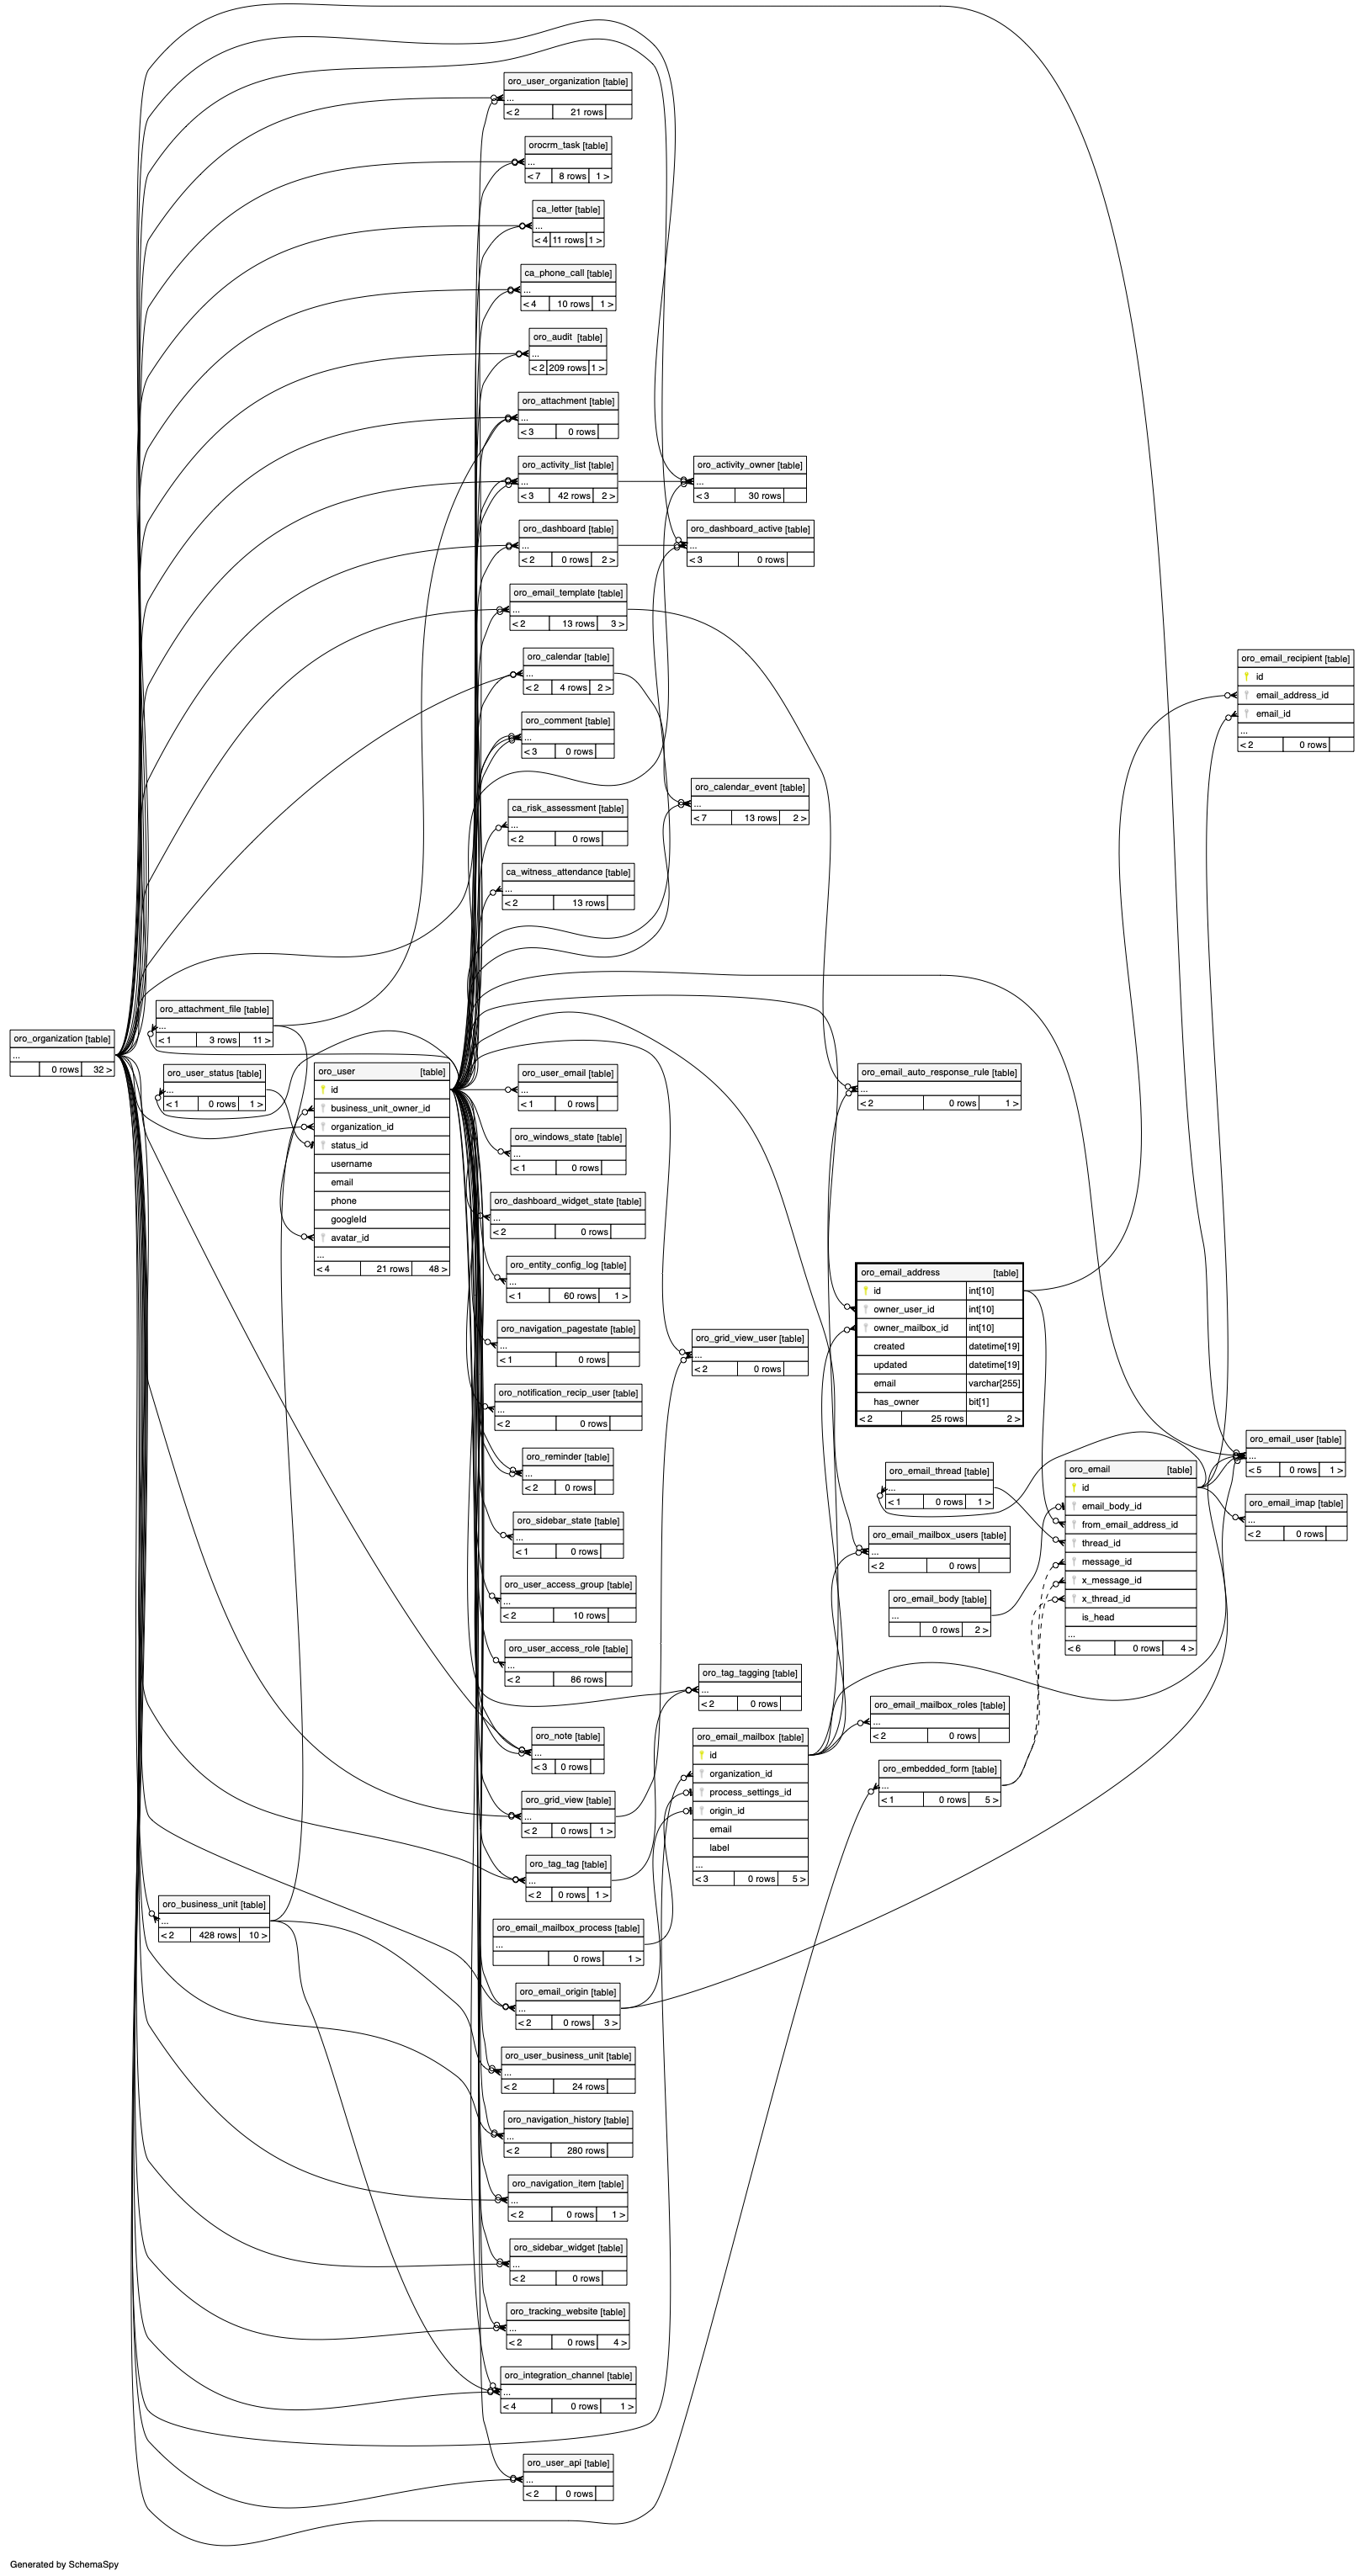 oro_user_organization [table]
...
< 2 21 rows
orocrm_task [table]
...
< 7 8 rows 1 >
ca_letter [table]
...
< 4 11 rows 1 >
ca_phone_call [table]
...
< 4 10 rows 1 >
oro_audit [table]
...
< 2 209 rows 1 >
oro_attachment [table]
...
< 3 0 rows
oro_activity_list [table]
...
< 3 42 rows 2 >
oro_activity_owner [table]
...
< 3 30 rows
oro_dashboard [table]
...
< 2 0 rows 2 >
oro_dashboard_active [table]
...
< 3 0 rows
oro_email_template [table]
...
< 2 13 rows 3 >
oro_calendar [table]
...
< 2 4 rows 2 >
oro_email_recipient [table]
id
email_address_id
email_id
...
< 2 0 rows
oro_comment [table]
...
< 3 0 rows
oro_calendar_event [table]
...
< 7 13 rows 2 >
ca_risk_assessment [table]
...
< 2 0 rows
ca_witness_attendance [table]
...
< 2 13 rows
oro_attachment_file [table]
...
< 1 3 rows 11 >
oro_organization [table]
...
0 rows 32 >
oro_user_status [table]
...
< 1 0 rows 1 >
oro_user [table]
id
business_unit_owner_id
organization_id
status_id
username
email
phone
googleId
avatar_id
...
< 4 21 rows 48 >
oro_user_email [table]
...
< 1 0 rows
oro_email_auto_response_rule [table]
...
< 2 0 rows 1 >
oro_windows_state [table]
...
< 1 0 rows
oro_dashboard_widget_state [table]
...
< 2 0 rows
oro_entity_config_log [table]
...
< 1 60 rows 1 >
oro_email_address [table]
id int[10]
owner_user_id int[10]
owner_mailbox_id int[10]
created datetime[19]
updated datetime[19]
email varchar[255]
has_owner bit[1]
< 2 25 rows 2 >
oro_navigation_pagestate [table]
...
< 1 0 rows
oro_grid_view_user [table]
...
< 2 0 rows
oro_notification_recip_user [table]
...
< 2 0 rows
oro_reminder [table]
...
< 2 0 rows
oro_email_user [table]
...
< 5 0 rows 1 >
oro_email_thread [table]
...
< 1 0 rows 1 >
oro_email [table]
id
email_body_id
from_email_address_id
thread_id
message_id
x_message_id
x_thread_id
is_head
...
< 6 0 rows 4 >
oro_email_imap [table]
...
< 2 0 rows
oro_sidebar_state [table]
...
< 1 0 rows
oro_email_mailbox_users [table]
...
< 2 0 rows
oro_user_access_group [table]
...
< 2 10 rows
oro_email_body [table]
...
0 rows 2 >
oro_user_access_role [table]
...
< 2 86 rows
oro_tag_tagging [table]
...
< 2 0 rows
oro_email_mailbox_roles [table]
...
< 2 0 rows
oro_note [table]
...
< 3 0 rows
oro_email_mailbox [table]
id
organization_id
process_settings_id
origin_id
email
label
...
< 3 0 rows 5 >
oro_embedded_form [table]
...
< 1 0 rows 5 >
oro_grid_view [table]
...
< 2 0 rows 1 >
oro_tag_tag [table]
...
< 2 0 rows 1 >
oro_business_unit [table]
...
< 2 428 rows 10 >
oro_email_mailbox_process [table]
...
0 rows 1 >
oro_email_origin [table]
...
< 2 0 rows 3 >
oro_user_business_unit [table]
...
< 2 24 rows
oro_navigation_history [table]
...
< 2 280 rows
oro_navigation_item [table]
...
< 2 0 rows 1 >
oro_sidebar_widget [table]
...
< 2 0 rows
oro_tracking_website [table]
...
< 2 0 rows 4 >
oro_integration_channel [table]
...
< 4 0 rows 1 >
oro_user_api [table]
...
< 2 0 rows
Generated by SchemaSpy